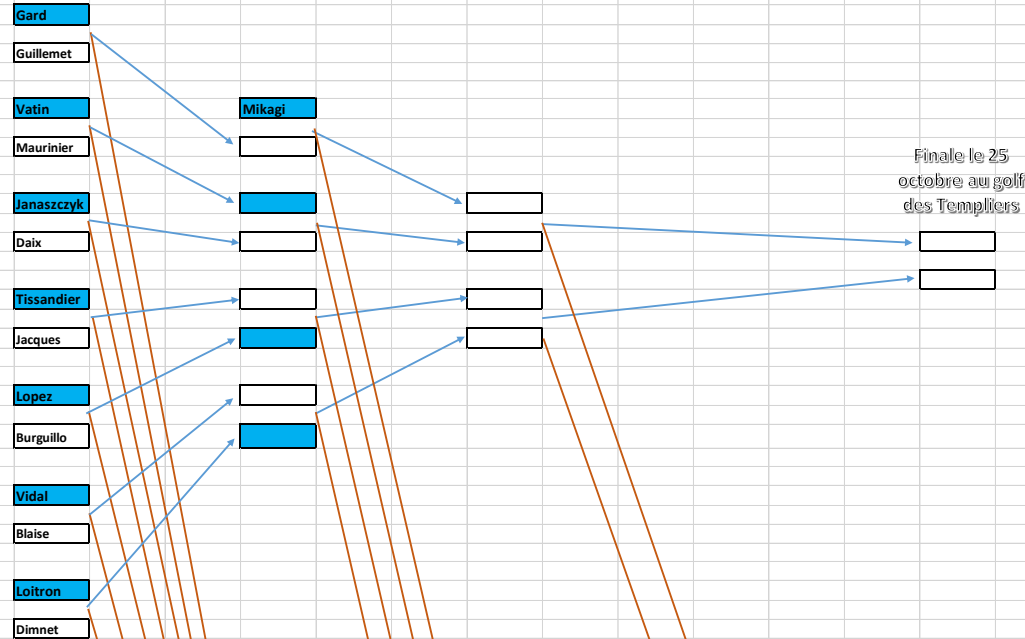 Gard
Guillemet
Vatin
Maurinier
Mikagi
Janaszczyk
Daix
Tissandier
Jacques
Lopez
Burguillo
Vidal
Blaise
Loitron
Dimnet
Finale le 25
octobre au golf
des Templiers